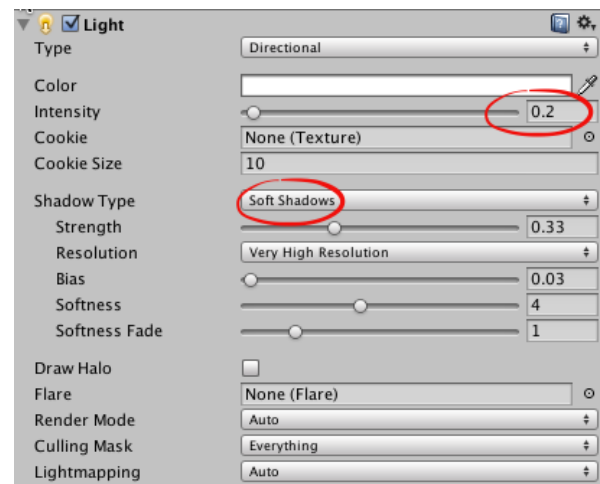 Light
Type Directional
Color
Intensity 0.2
Cookie None (Texture)
Cookie Size 10
Shadow Type Soft Shadows
Strength 0.33
Resolution Very High Resolution
Bias 0.03
Softness 4
Softness Fade 1
Draw Halo
Flare None (Flare)
Render Mode Auto
Culling Mask Everything
Lightmapping Auto